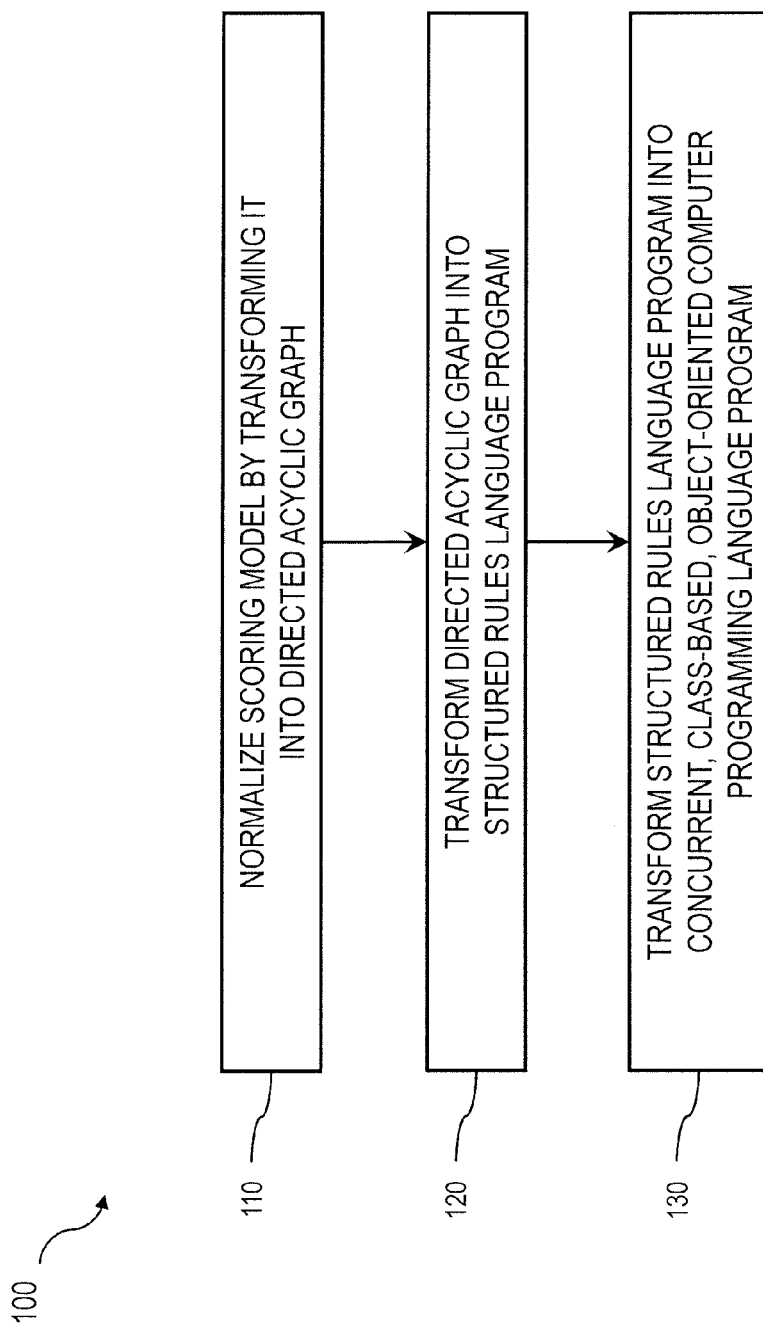 100
110
NORMALIZE SCORING MODEL BY TRANSFORMING IT
INTO DIRECTED ACYCLIC GRAPH
120
TRANSFORM DIRECTED ACYCLIC GRAPH INTO
STRUCTURED RULES LANGUAGE PROGRAM
130
TRANSFORM STRUCTURED RULES LANGUAGE PROGRAM INTO
CONCURRENT, CLASS-BASED, OBJECT-ORIENTED COMPUTER
PROGRAMMING LANGUAGE PROGRAM